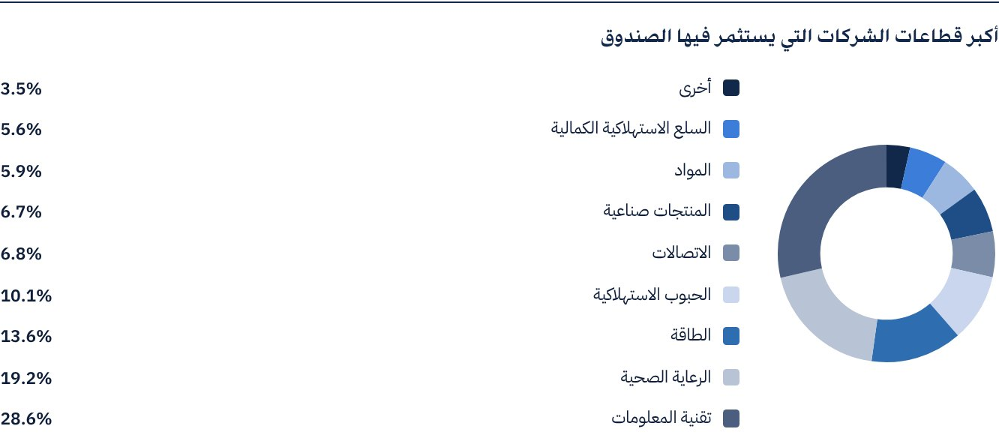 أكبر قطاعات الشركات التي يستثمر فيها الصندوق
أخرى 3.5%
السلع الاستهلاكية الكمالية 5.6%
المواد 5.9%
المنتجات صناعية 6.7%
الاتصالات 6.8%
الحبوب الاستهلاكية 10.1%
الطاقة 13.6%
الرعاية الصحية 19.2%
تقنية المعلومات 28.6%